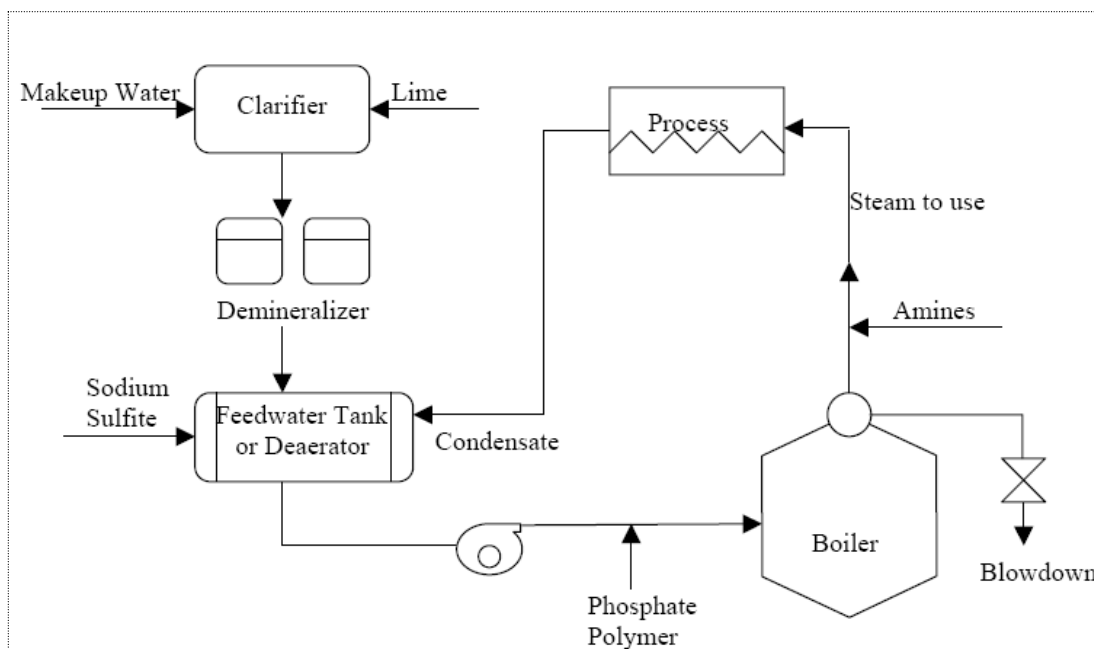 Makeup Water
Clarifier
Lime
Process
Steam to use
Demineralizer
Amines
Sodium
Sulfite
Feedwater Tank
or Deaerator
Condensate
Boiler
Blowdown
Phosphate
Polymer